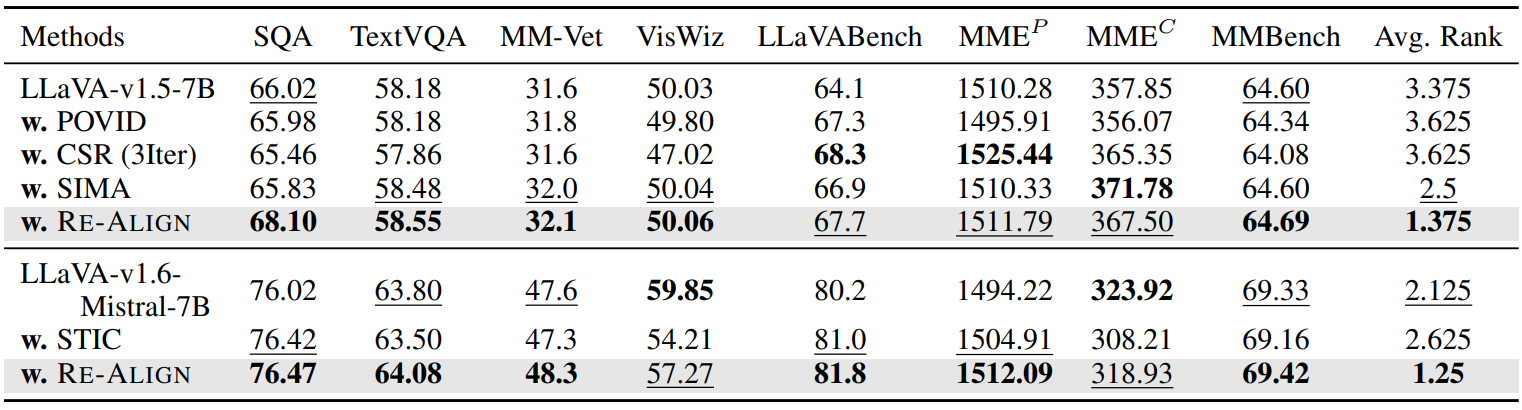 Methods SQA TextVQA MM-Vet VisWiz LLaVABench MME^P MME^C MMBench Avg. Rank
LLaVA-v1.5-7B 66.02 58.18 31.6 50.03 64.1 1510.28 357.85 64.60 3.375
w. POVID 65.98 58.18 31.8 49.80 67.3 1495.91 356.07 64.34 3.625
w. CSR (3Iter) 65.46 57.86 31.6 47.02 68.3 1525.44 365.35 64.08 3.625
w. SIMA 65.83 58.48 32.0 50.04 66.9 1510.33 371.78 64.60 2.5
w. RE-ALIGN 68.10 58.55 32.1 50.06 67.7 1511.79 367.50 64.69 1.375
LLaVA-v1.6-
Mistral-7B 76.02 63.80 47.6 59.85 80.2 1494.22 323.92 69.33 2.125
w. STIC 76.42 63.50 47.3 54.21 81.0 1504.91 308.21 69.16 2.625
w. RE-ALIGN 76.47 64.08 48.3 57.27 81.8 1512.09 318.93 69.42 1.25